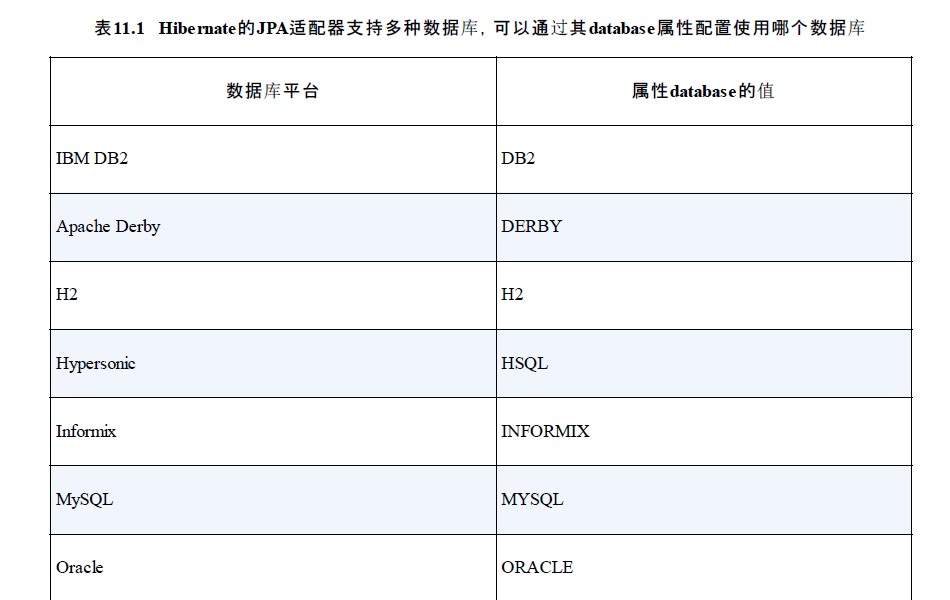 表11.1 Hibernate的JPA适配器支持多种数据库，可以通过其database属性配置使用哪个数据库
数据库平台 属性database的值
IBM DB2 DB2
Apache Derby DERBY
H2 H2
Hypersonic HSQL
Informix INFORMIX
MySQL MYSQL
Oracle ORACLE